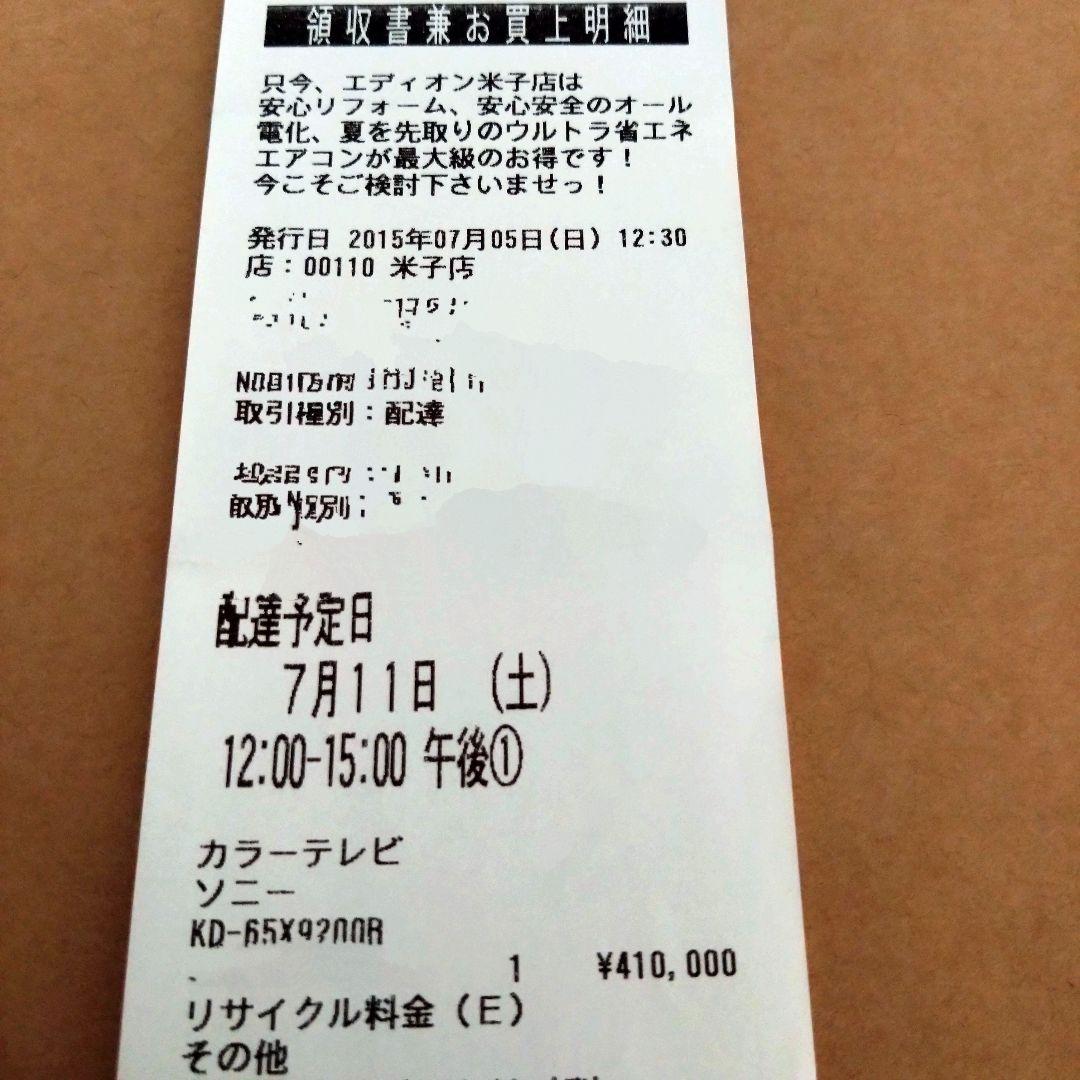 領収書兼お買上明細
只今、エディオン米子店は
安心リフォーム、安心安全のオール
電化、夏を先取りのウルトラ省エネ
エアコンが最大級のお得です！
今こそご検討下さいませっ！
発行日 2015年07月05日(日) 12:30
店：00110 米子店
取引種別：配達
配達予定日
7月11日 (土)
12:00-15:00 午後①
カラーテレビ
ソニー
KD-65X9200R
1 ¥410,000
リサイクル料金（E）
その他